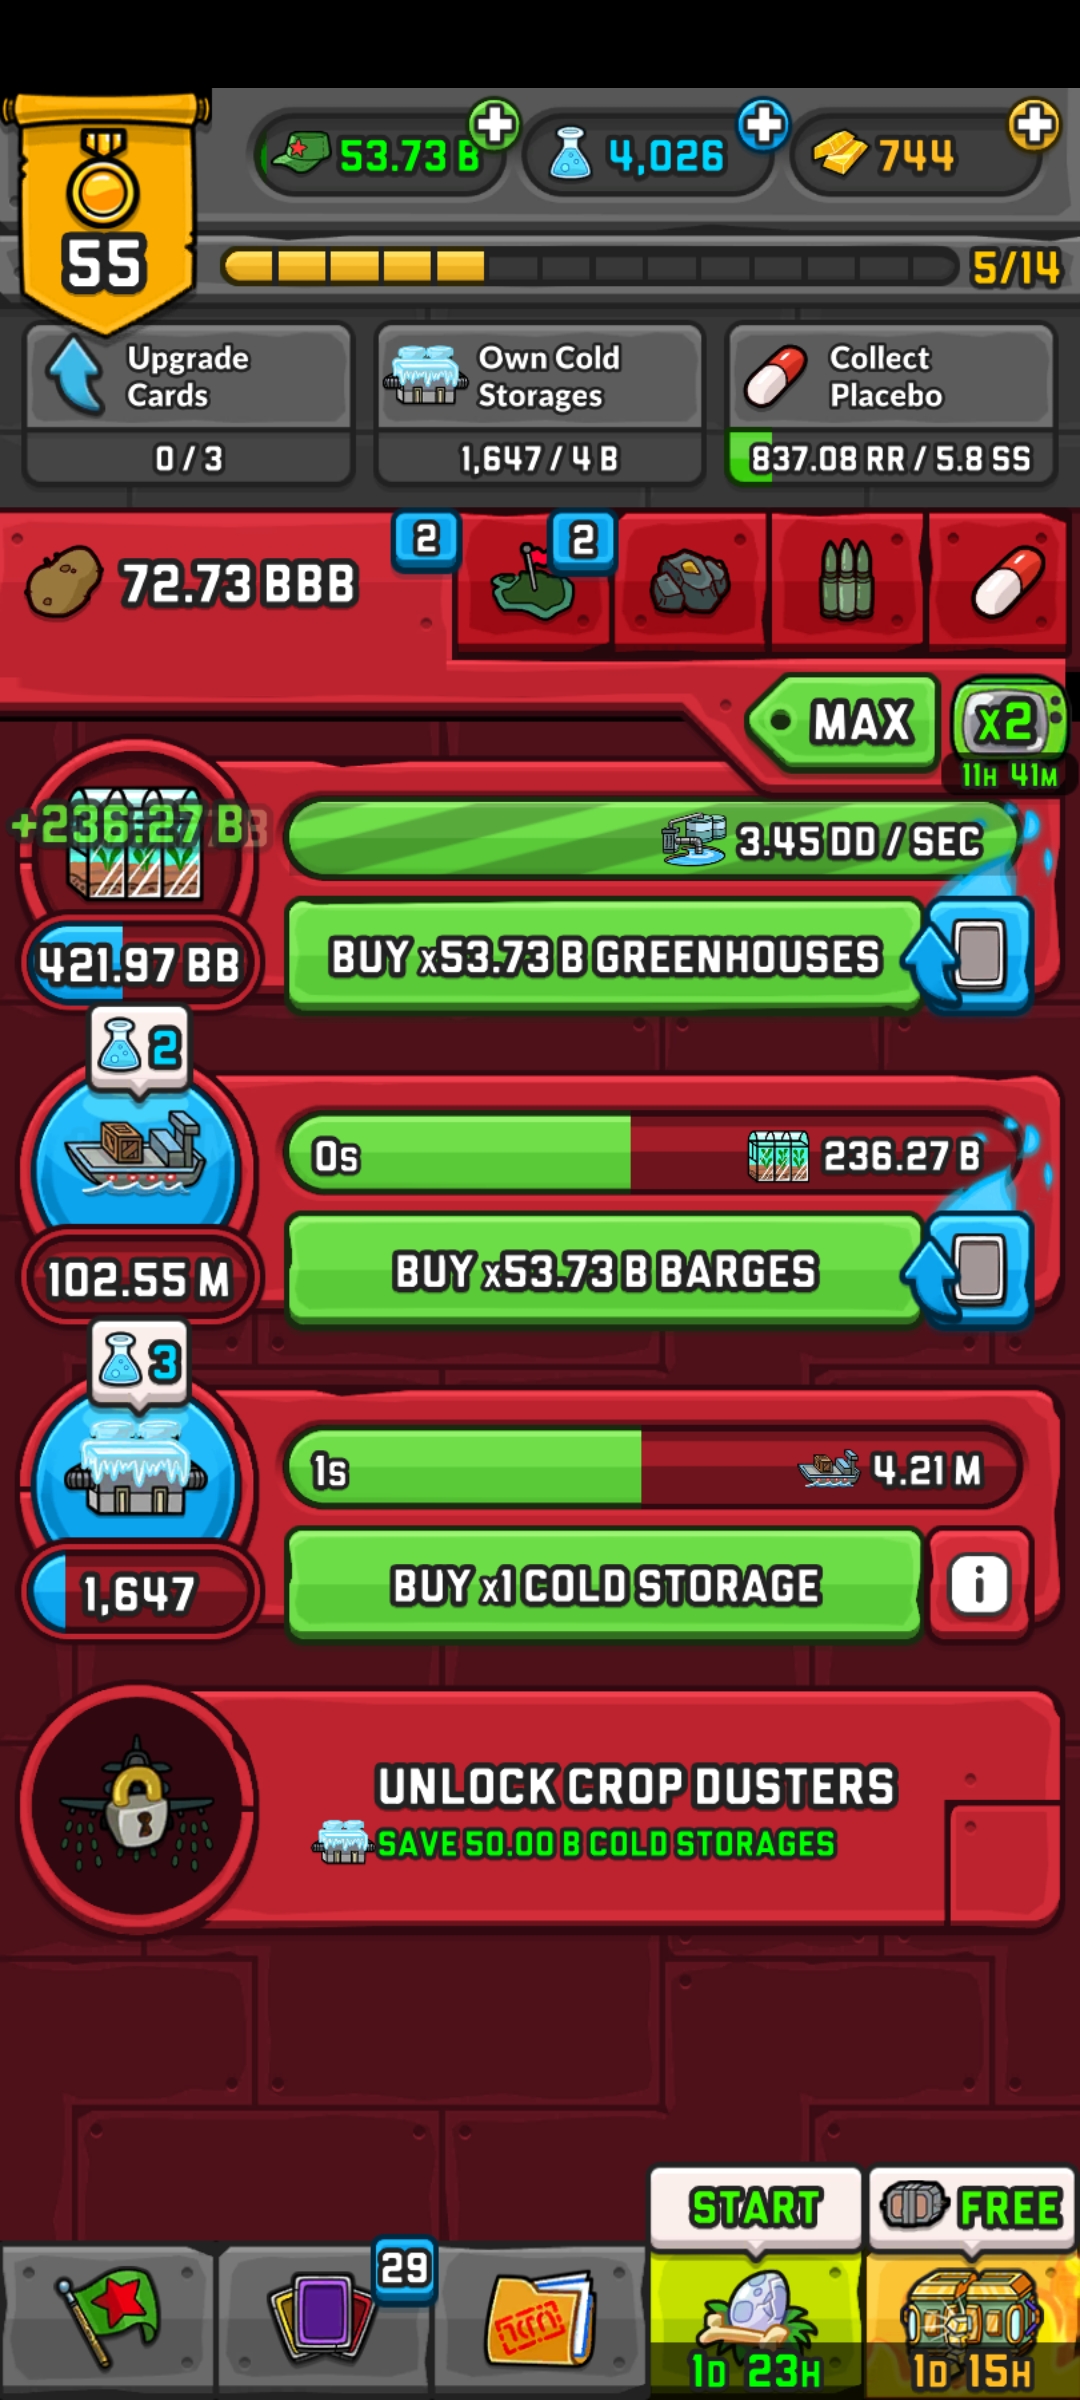 55
53.73 B
4,026
744
5/14
Upgrade
Cards
0 / 3
Own Cold
Storages
1,647 / 4 B
Collect
Placebo
837.08 RR / 5.8 SS
72.73 BBB
2
2
MAX
x2
11H 41M
+236.27 B
3.45 DD / SEC
421.97 BB
BUY x53.73 B GREENHOUSES
2
0s
236.27 B
102.55 M
BUY x53.73 B BARGES
3
1s
4.21 M
1,647
BUY x1 COLD STORAGE
i
UNLOCK CROP DUSTERS
SAVE 50.00 B COLD STORAGES
START
FREE
29
1D 23H
1D 15H